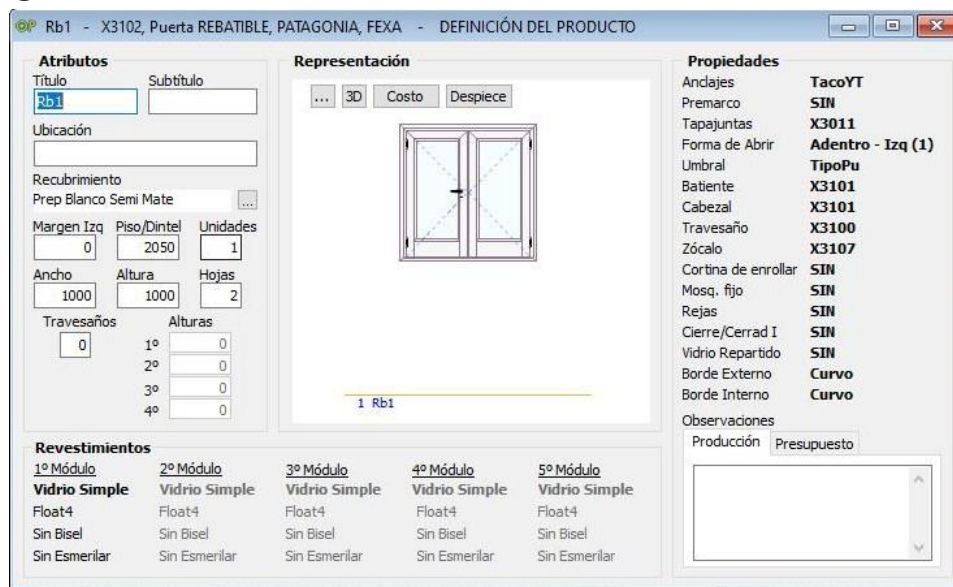 OP Rb1 - X3102, Puerta REBATIBLE, PATAGONIA, FEXA - DEFINICIÓN DEL PRODUCTO
Atributos
Título Subtítulo
Rb1
Ubicación
Recubrimiento
Prep Blanco Semi Mate ...
Margen Izq Piso/Dintel Unidades
0 2050 1
Ancho Altura Hojas
1000 1000 2
Travesaños Alturas
0 1º 0
2º 0
3º 0
4º 0
Representación
... 3D Costo Despiece
1 Rb1
Propiedades
Anclajes TacoYT
Premarco SIN
Tapajuntas X3011
Forma de Abrir Adentro - Izq (1)
Umbral TipoPu
Batiente X3101
Cabezal X3101
Travesaño X3100
Zócalo X3107
Cortina de enrollar SIN
Mosq. fijo SIN
Rejas SIN
Cierre/Cerrad I SIN
Vidrio Repartido SIN
Borde Externo Curvo
Borde Interno Curvo
Observaciones
Producción Presupuesto
Revestimientos
1º Módulo 2º Módulo 3º Módulo 4º Módulo 5º Módulo
Vidrio Simple Vidrio Simple Vidrio Simple Vidrio Simple Vidrio Simple
Float4 Float4 Float4 Float4 Float4
Sin Bisel Sin Bisel Sin Bisel Sin Bisel Sin Bisel
Sin Esmerilar Sin Esmerilar Sin Esmerilar Sin Esmerilar Sin Esmerilar